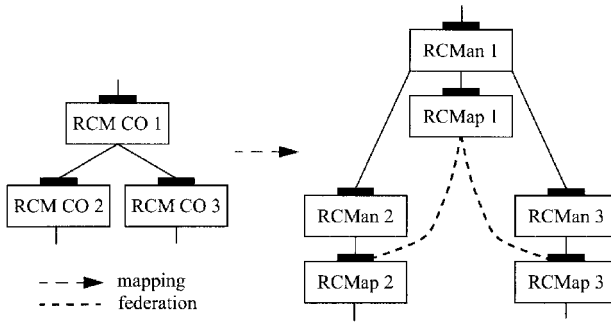 RCMan 1
RCM CO 1
RCMap 1
RCM CO 2
RCM CO 3
RCMan 2
RCMan 3
RCMap 2
RCMap 3
mapping
federation